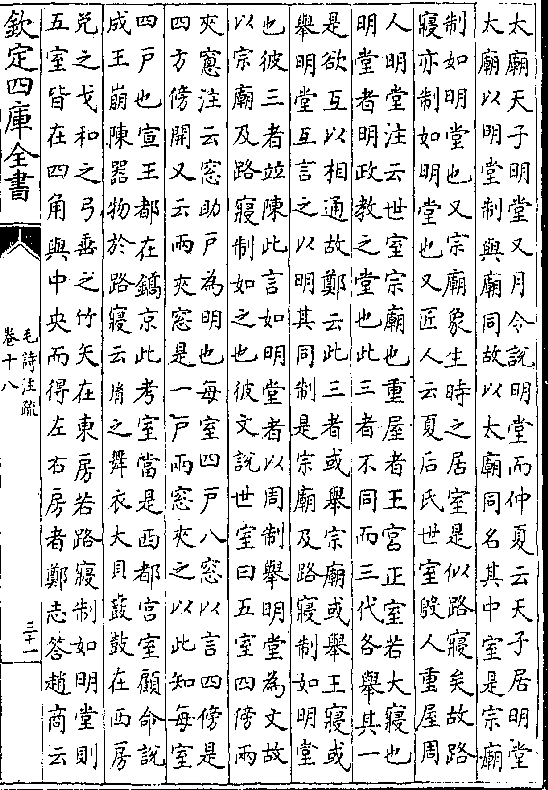 太廟天子明堂又月令說明堂而仲夏云天子居明堂
太廟以明堂制與廟同故以太廟同名其中室是宗廟
制如明堂也又宗廟象生時之居室是似路寢矣故路
寢亦制如明堂也又匠人云夏后氏世室殷人重屋周
人明堂注云世室宗廟也重屋者王宮正室若大寢也
明堂者明政教之堂也此三者不同而三代各舉其一
是欲互以相通故鄭云此三者或舉宗廟或舉王寢或
舉明堂互言之以明其同制是宗廟及路寢制如明堂
也彼三者並陳此言如明堂者以周制舉明堂為文故
以宗廟及路寢制如之也彼文說世室曰五室四傍兩
夾窻注云窓助戸為明也每室四戸八窓以言四傍是
四方傍開又云兩夾窓是一戸兩窓夾之以此知每室
四戸也宣王都在鎬京此考室當是西都宮室顧命說
成王崩陳器物於路寢云胤之舞衣大貝鼖鼓在西房
兌之戈和之弓垂之竹矢在東房若路寢制如明堂則
五室皆在四角與中央而得左右房者鄭志答趙商云
欽定四庫全書
毛詩注疏
卷十八
三十一